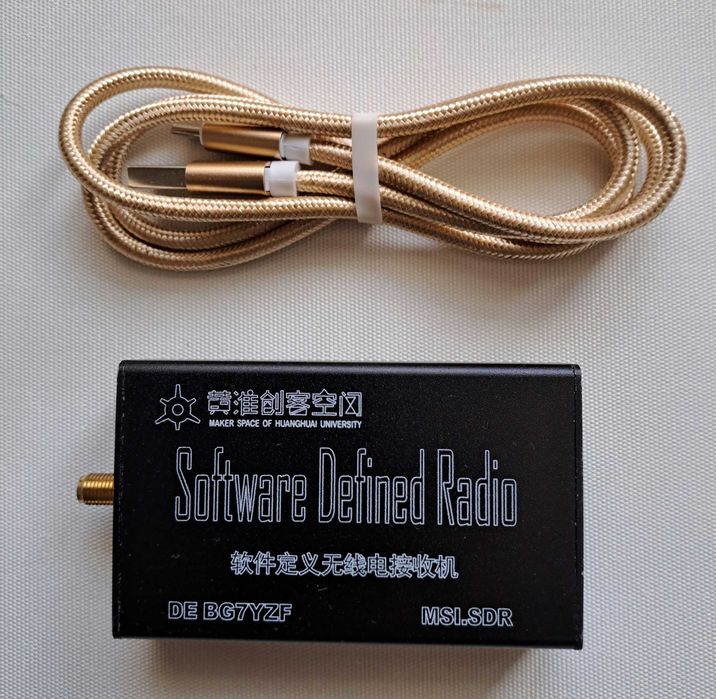 黄淮创客空间
MAKER SPACE OF HUANGHUAI UNIVERSITY
Software Defined Radio
软件定义无线电接收机
DE BG7YZF MSI.SDR